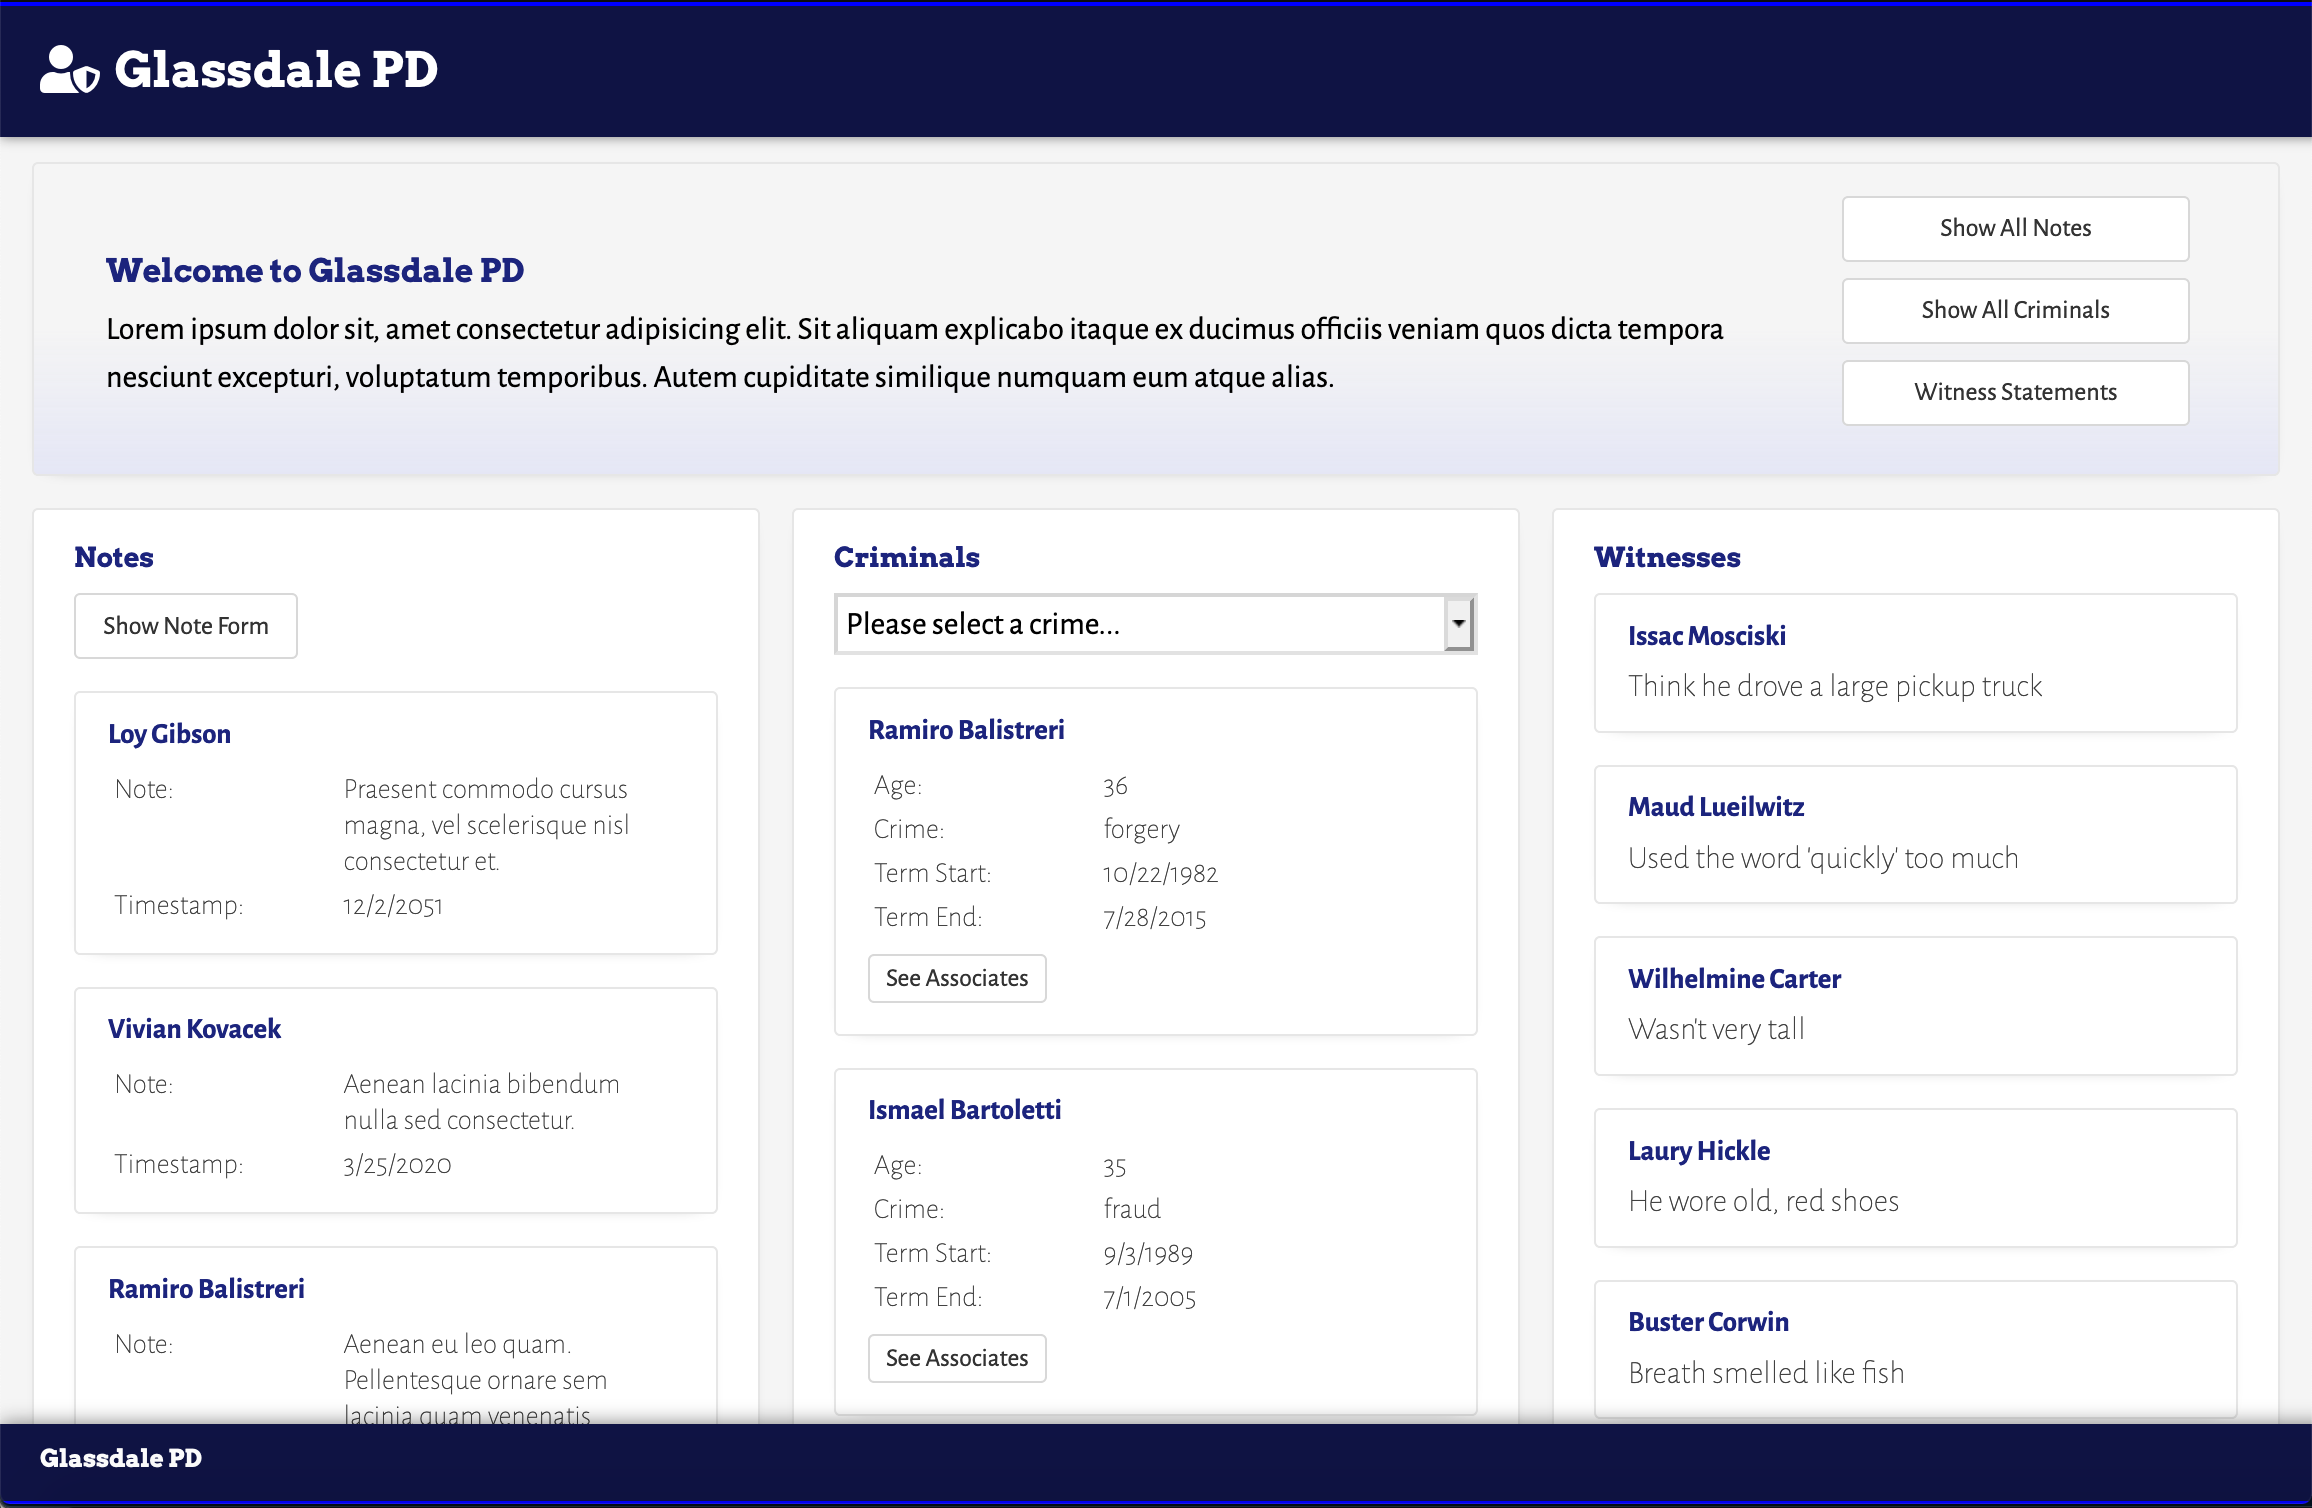 Glassdale PD
Welcome to Glassdale PD
Lorem ipsum dolor sit, amet consectetur adipisicing elit. Sit aliquam explicabo itaque ex ducimus officiis veniam quos dicta tempora
nesciunt excepturi, voluptatum temporibus. Autem cupiditate similique numquam eum atque alias.
Show All Notes
Show All Criminals
Witness Statements
Notes
Show Note Form
Loy Gibson
Note: Praesent commodo cursus
magna, vel scelerisque nisl
consectetur et.
Timestamp: 12/2/2051
Vivian Kovacek
Note: Aenean lacinia bibendum
nulla sed consectetur.
Timestamp: 3/25/2020
Ramiro Balistreri
Note: Aenean eu leo quam.
Pellentesque ornare sem
lacinia quam venenatis
Criminals
Please select a crime...
Ramiro Balistreri
Age: 36
Crime: forgery
Term Start: 10/22/1982
Term End: 7/28/2015
See Associates
Ismael Bartoletti
Age: 35
Crime: fraud
Term Start: 9/3/1989
Term End: 7/1/2005
See Associates
Witnesses
Issac Mosciski
Think he drove a large pickup truck
Maud Lueilwitz
Used the word 'quickly' too much
Wilhelmine Carter
Wasn't very tall
Laury Hickle
He wore old, red shoes
Buster Corwin
Breath smelled like fish
Glassdale PD